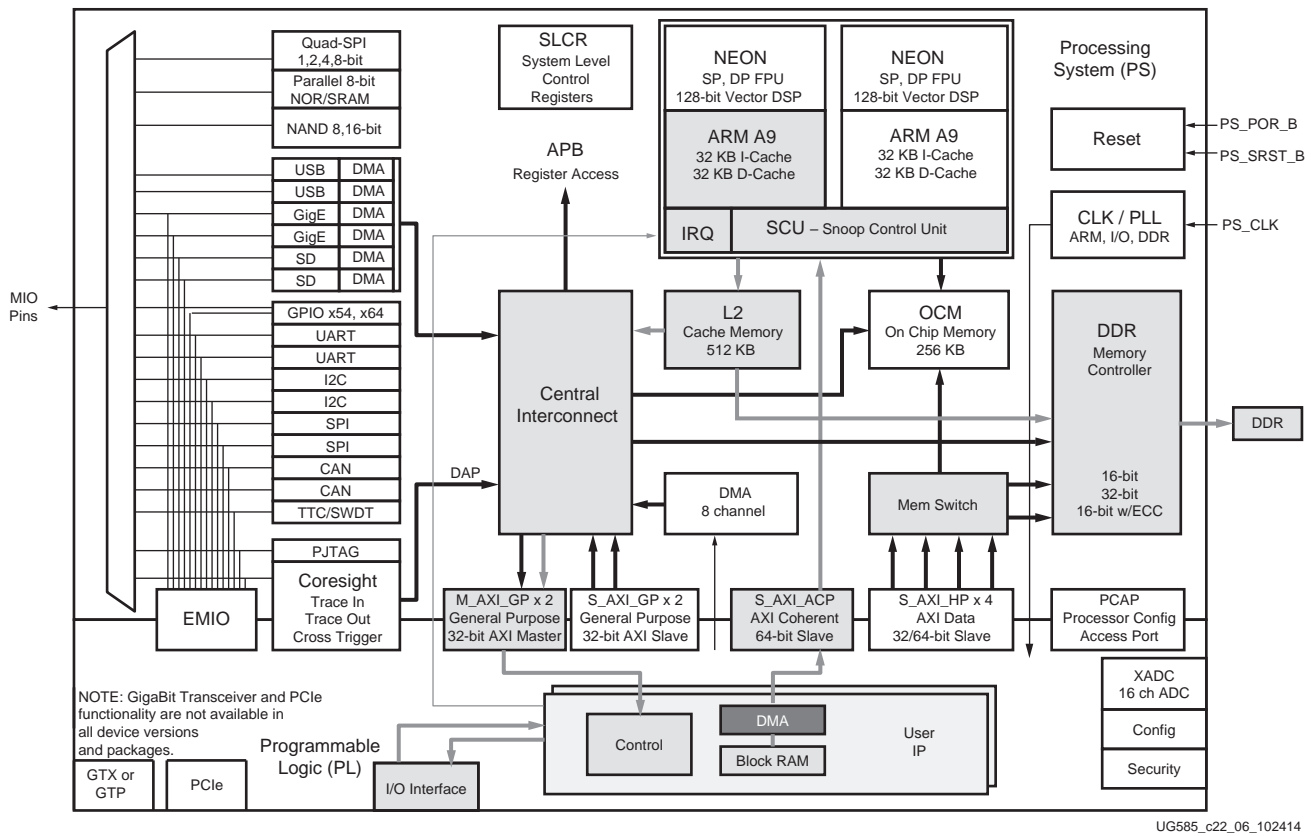 Quad-SPI
1,2,4,8-bit
Parallel 8-bit
NOR/SRAM
NAND 8,16-bit
USB DMA
USB DMA
GigE DMA
GigE DMA
SD DMA
SD DMA
GPIO x54, x64
UART
UART
I2C
I2C
SPI
SPI
CAN
CAN
TTC/SWDT
PJTAG
Coresight
Trace In
Trace Out
Cross Trigger
MIO
Pins
EMIO
SLCR
System Level
Control
Registers
APB
Register Access
NEON
SP, DP FPU
128-bit Vector DSP
ARM A9
32 KB I-Cache
32 KB D-Cache
NEON
SP, DP FPU
128-bit Vector DSP
ARM A9
32 KB I-Cache
32 KB D-Cache
IRQ
SCU – Snoop Control Unit
Processing
System (PS)
Reset
PS_POR_B
PS_SRST_B
CLK / PLL
ARM, I/O, DDR
PS_CLK
L2
Cache Memory
512 KB
OCM
On Chip Memory
256 KB
DDR
Memory
Controller
16-bit
32-bit
16-bit w/ECC
DDR
Central
Interconnect
DAP
DMA
8 channel
Mem Switch
M_AXI_GP x 2
General Purpose
32-bit AXI Master
S_AXI_GP x 2
General Purpose
32-bit AXI Slave
S_AXI_ACP
AXI Coherent
64-bit Slave
S_AXI_HP x 4
AXI Data
32/64-bit Slave
PCAP
Processor Config
Access Port
XADC
16 ch ADC
Config
Security
NOTE: GigaBit Transceiver and PCIe
functionality are not available in
all device versions
and packages.
Programmable
Logic (PL)
GTX or
GTP
PCIe
I/O Interface
Control
DMA
Block RAM
User
IP
UG585_c22_06_102414